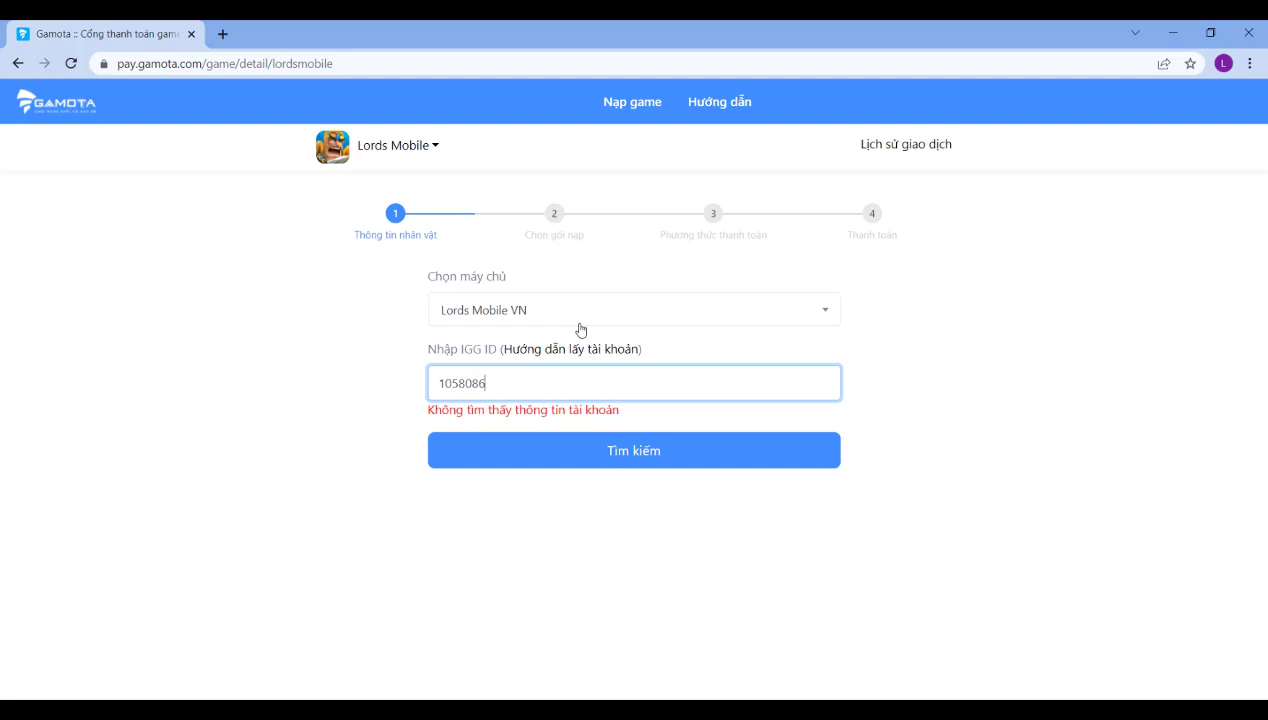 Gamota :: Cổng thanh toán gam
pay.gamota.com/game/detail/lordsmobile
L
GAMOTA
Nạp game
Hướng dẫn
Lords Mobile
Lịch sử giao dịch
1
2
3
4
Thông tin nhân vật
Chọn gói nạp
Phương thức thanh toán
Thanh toán
Chọn máy chủ
Lords Mobile VN
Nhập IGG ID (Hướng dẫn lấy tài khoản)
1058086
Không tìm thấy thông tin tài khoản
Tìm kiếm